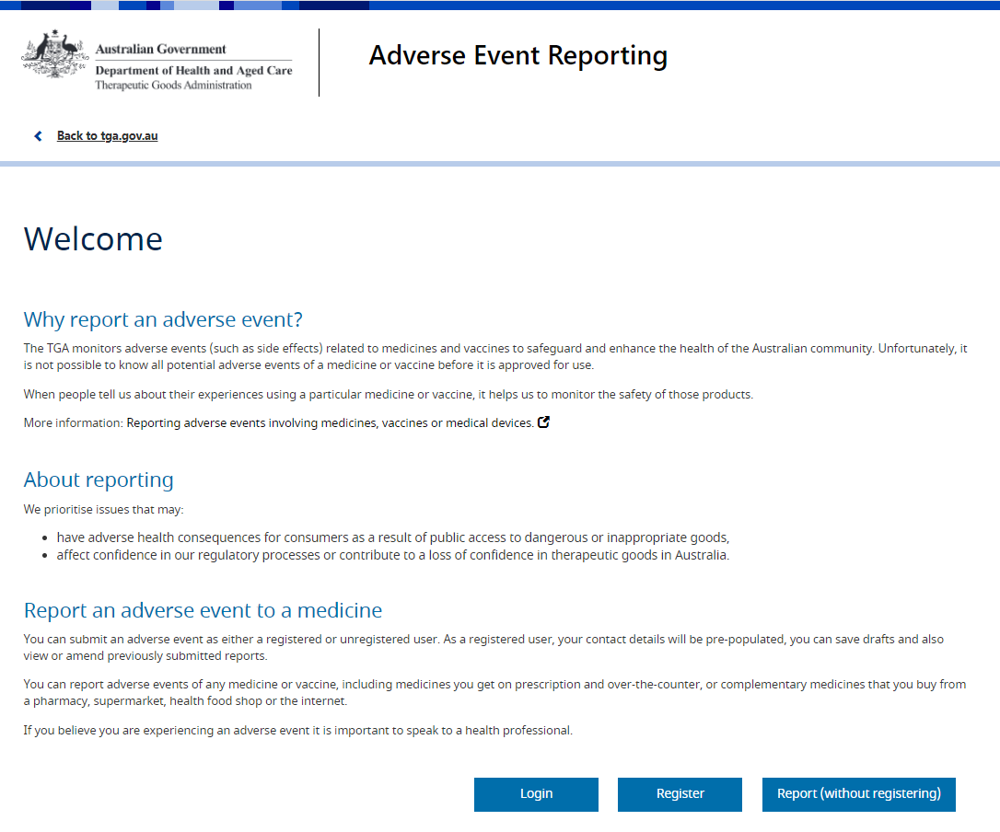 Australian Government
Department of Health and Aged Care
Therapeutic Goods Administration
Adverse Event Reporting
Back to tga.gov.au
Welcome
Why report an adverse event?
The TGA monitors adverse events (such as side effects) related to medicines and vaccines to safeguard and enhance the health of the Australian community. Unfortunately, it
is not possible to know all potential adverse events of a medicine or vaccine before it is approved for use.
When people tell us about their experiences using a particular medicine or vaccine, it helps us to monitor the safety of those products.
More information: Reporting adverse events involving medicines, vaccines or medical devices.
About reporting
We prioritise issues that may:
• have adverse health consequences for consumers as a result of public access to dangerous or inappropriate goods,
• affect confidence in our regulatory processes or contribute to a loss of confidence in therapeutic goods in Australia.
Report an adverse event to a medicine
You can submit an adverse event as either a registered or unregistered user. As a registered user, your contact details will be pre-populated, you can save drafts and also
view or amend previously submitted reports.
You can report adverse events of any medicine or vaccine, including medicines you get on prescription and over-the-counter, or complementary medicines that you buy from
a pharmacy, supermarket, health food shop or the internet.
If you believe you are experiencing an adverse event it is important to speak to a health professional.
Login
Register
Report (without registering)